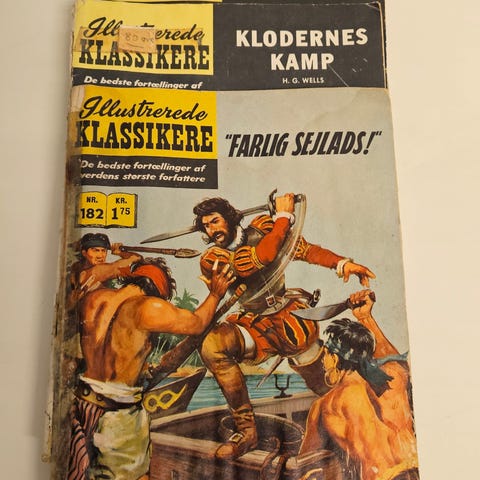 Illustrerede
KLASSIKERE
De bedste fortællinger af
KLODERNES
KAMP
H. G. WELLS
Illustrerede
KLASSIKERE
De bedste fortællinger af
verdens største forfattere
NR.
182
KR.
1.75
"FARLIG SEJLADS!"